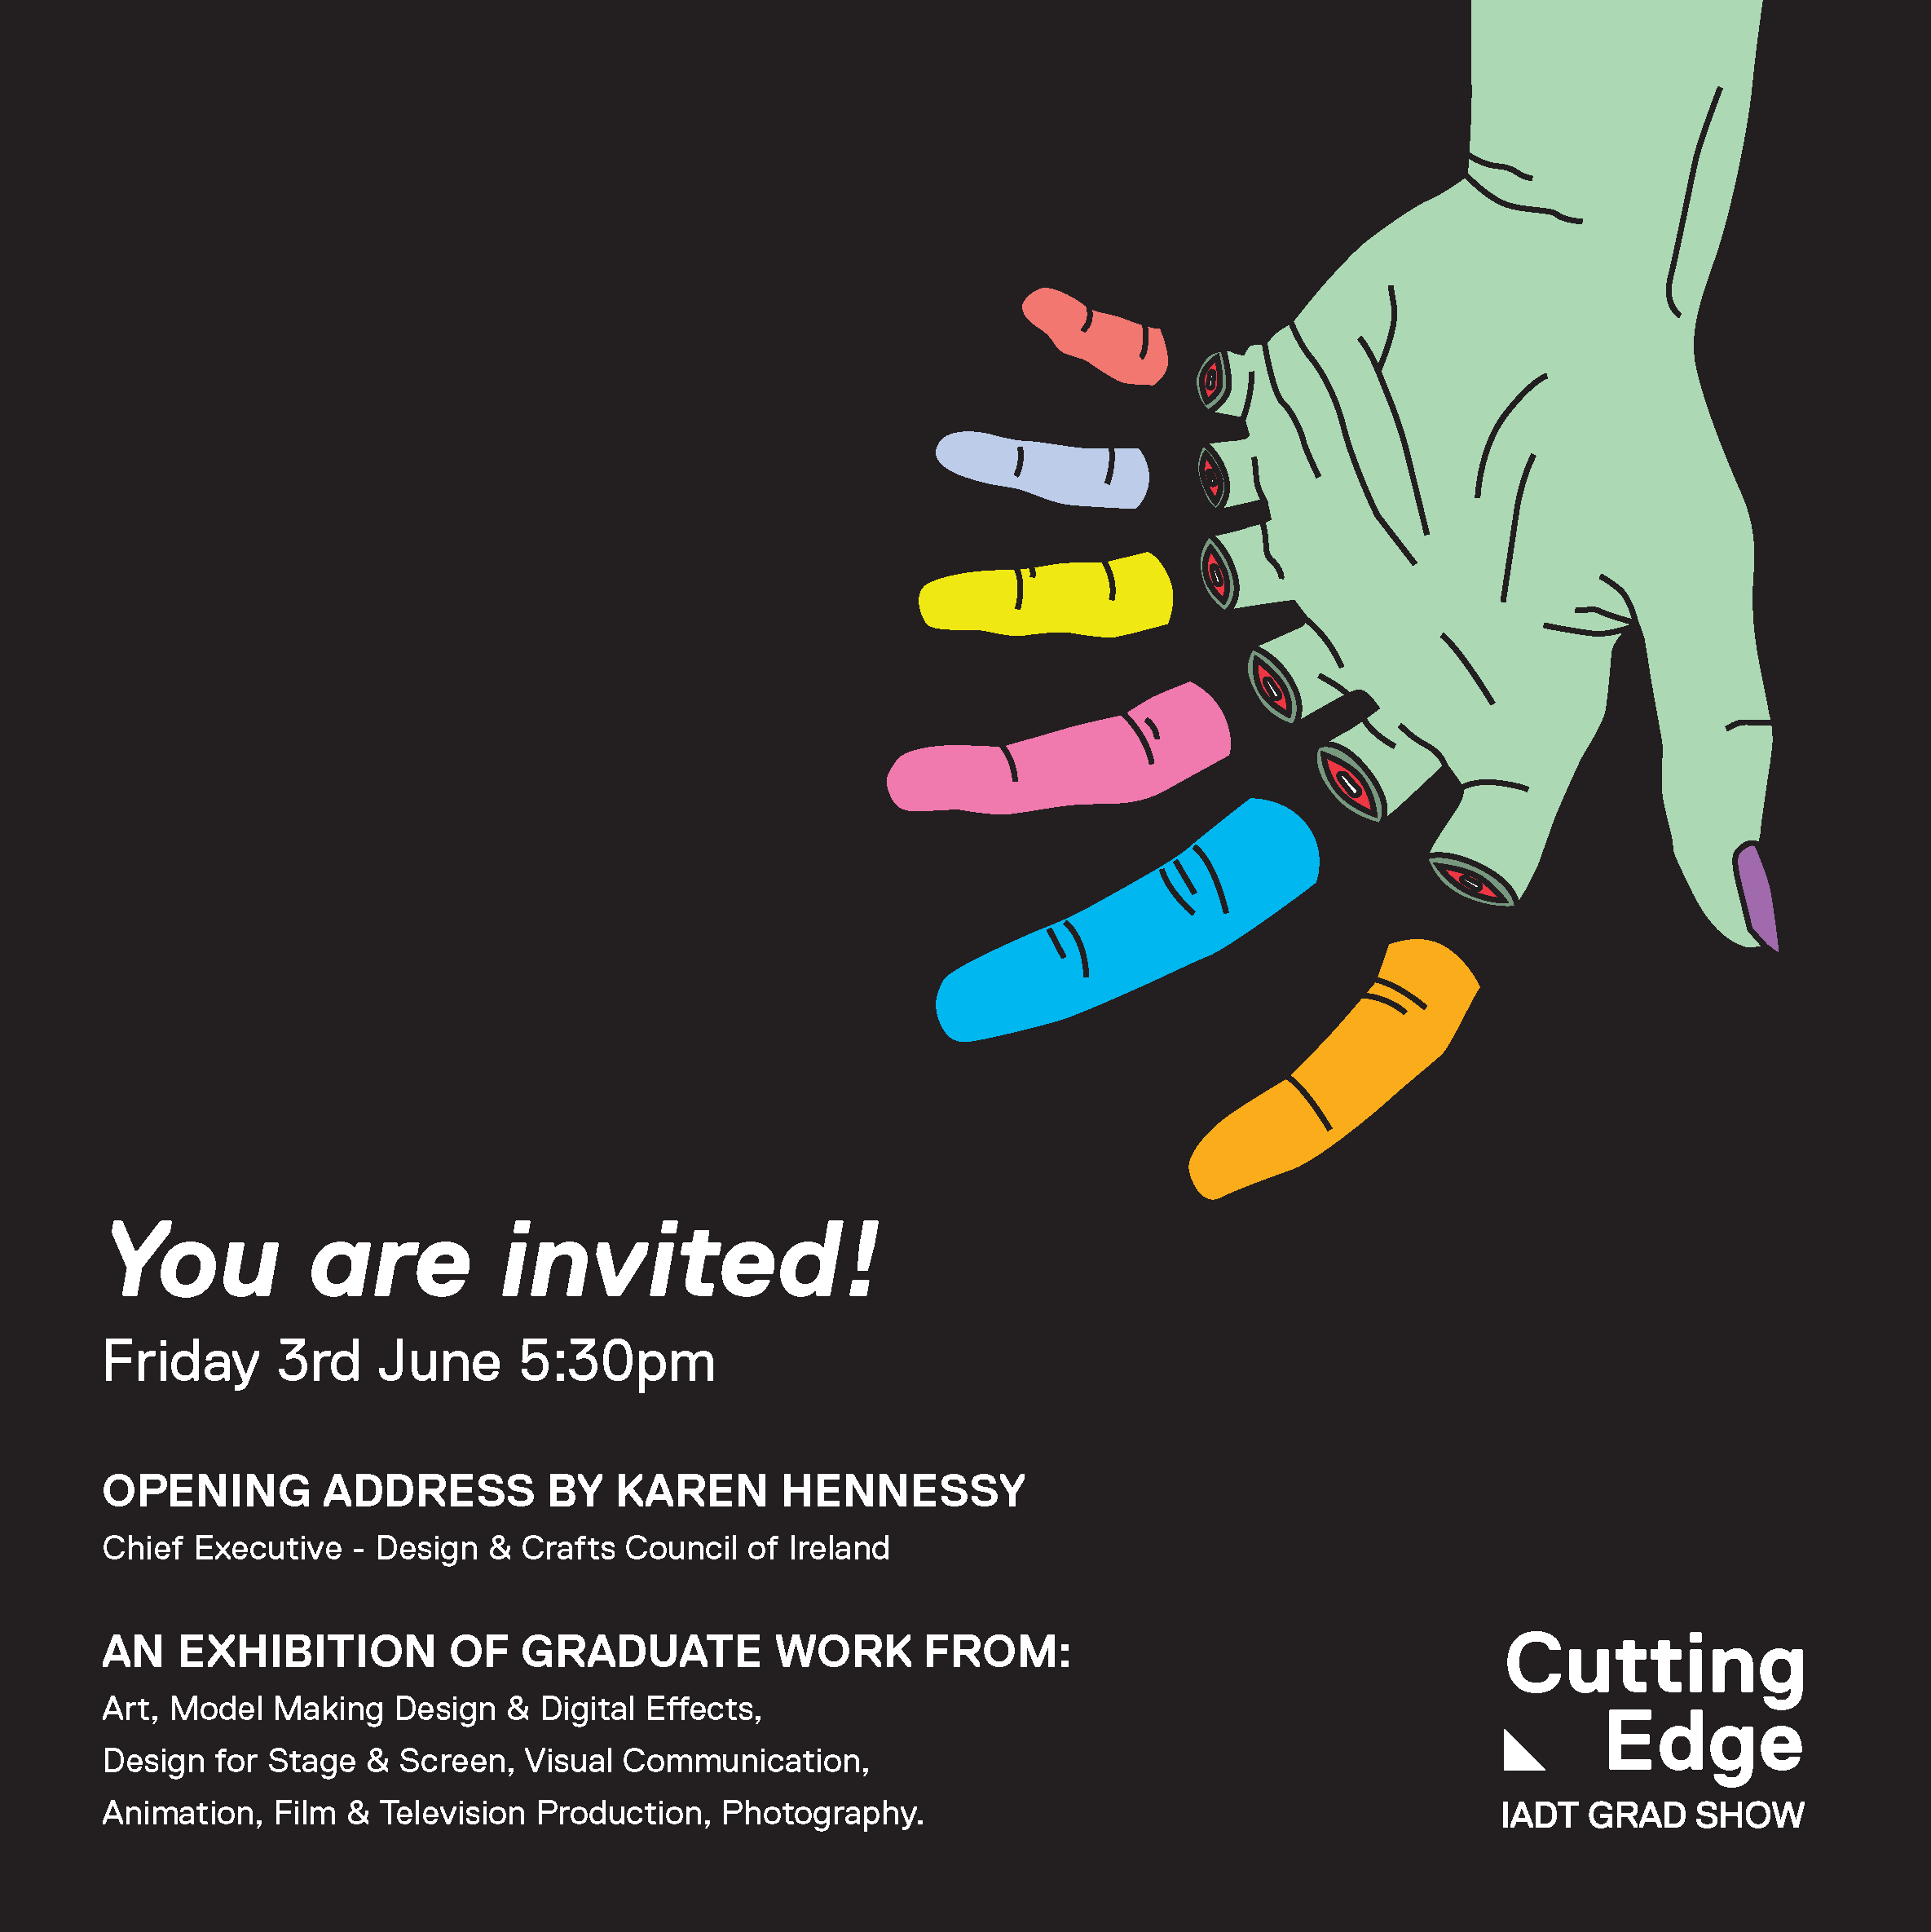 You are invited!
Friday 3rd June 5:30pm
OPENING ADDRESS BY KAREN HENNESSY
Chief Executive - Design & Crafts Council of Ireland
AN EXHIBITION OF GRADUATE WORK FROM:
Art, Model Making Design & Digital Effects,
Design for Stage & Screen, Visual Communication,
Animation, Film & Television Production, Photography.
Cutting
Edge
IADT GRAD SHOW